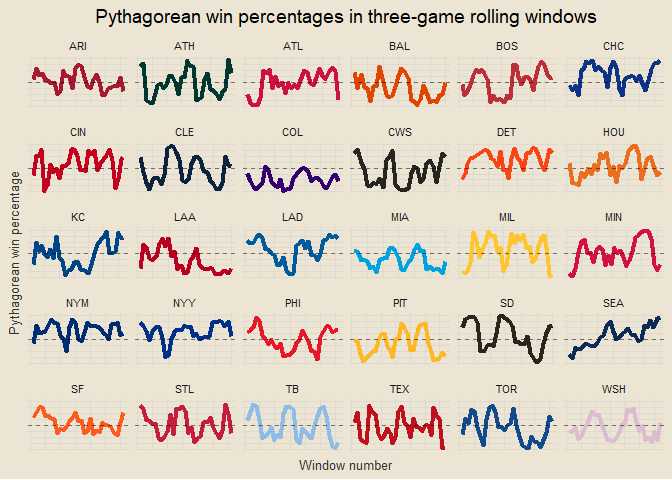 Pythagorean win percentages in three-game rolling windows
ARI ATH ATL BAL BOS CHC
CIN CLE COL CWS DET HOU
KC LAA LAD MIA MIL MIN
NYM NYY PHI PIT SD SEA
SF STL TB TEX TOR WSH
Pythagorean win percentage
Window number